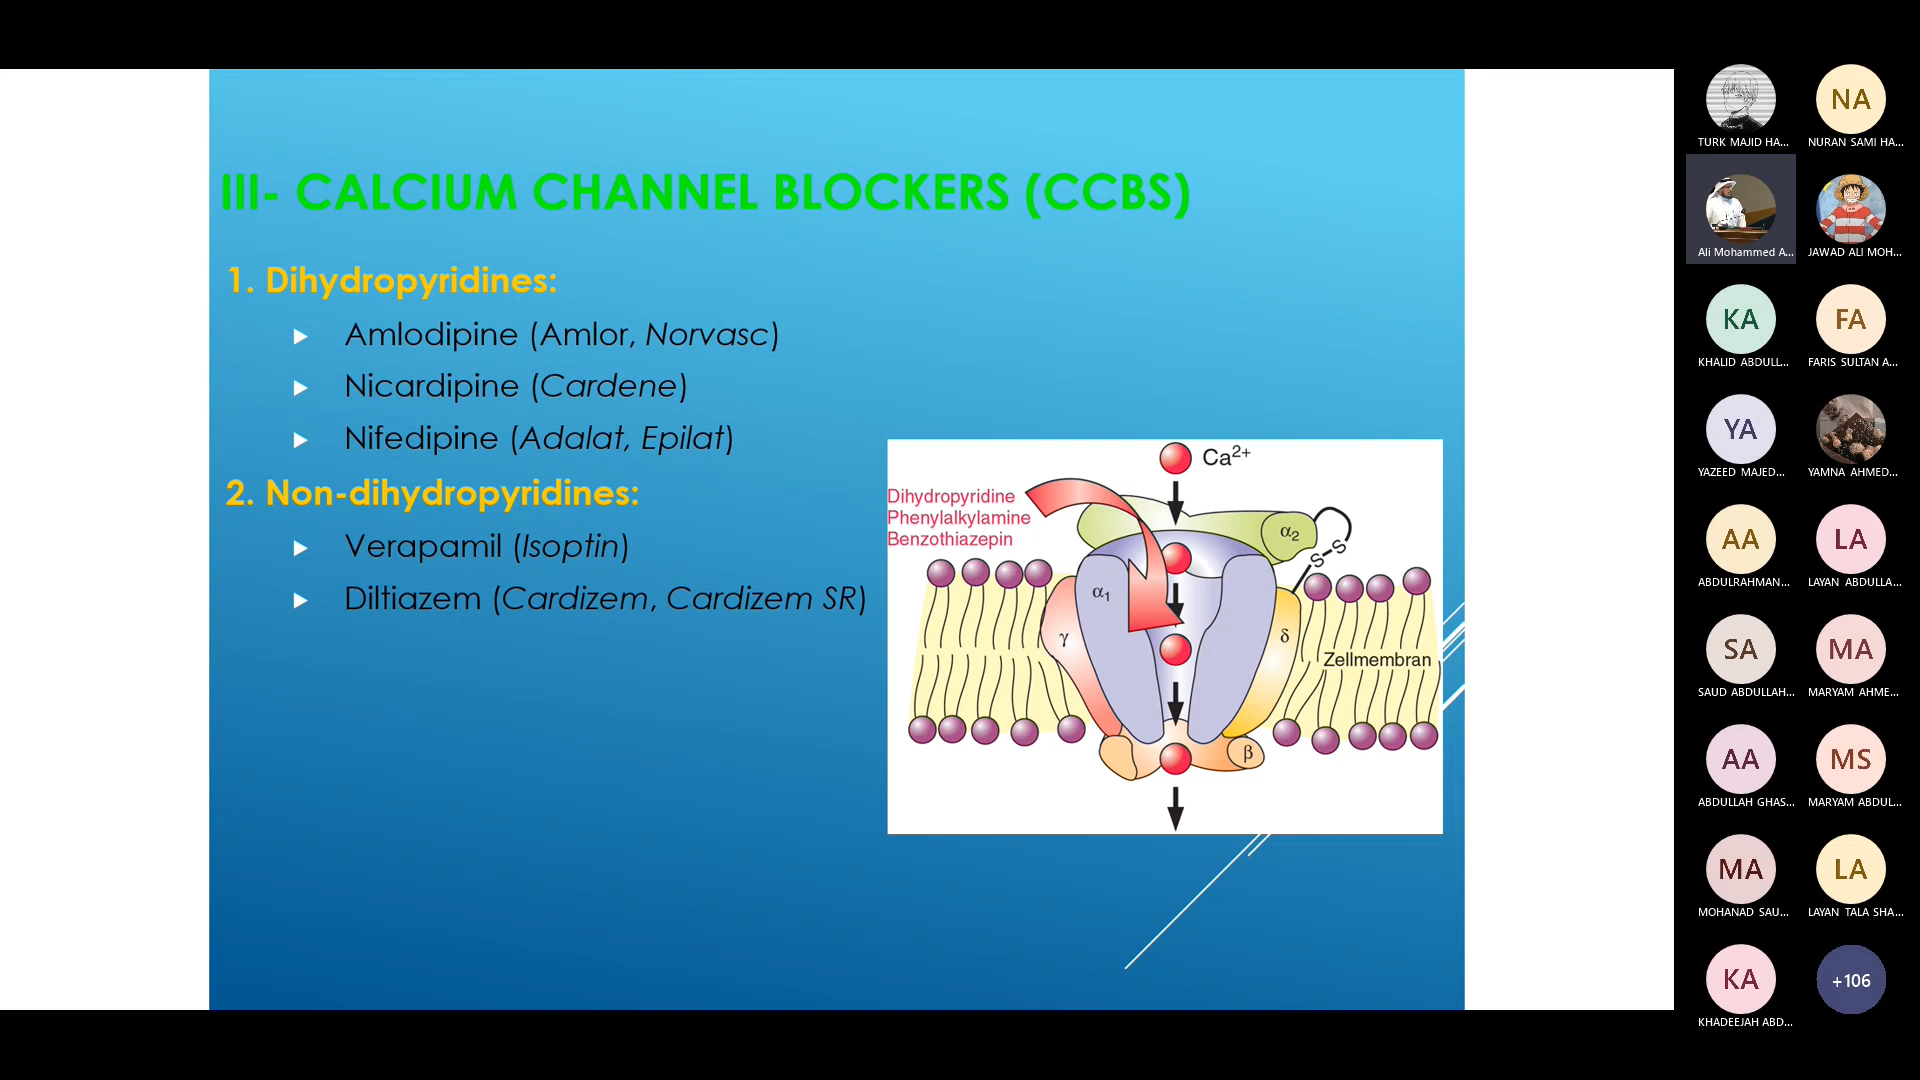 III- CALCIUM CHANNEL BLOCKERS (CCBS)
1. Dihydropyridines:
Amlodipine (Amlor, Norvasc)
Nicardipine (Cardene)
Nifedipine (Adalat, Epilat)
2. Non-dihydropyridines:
Verapamil (Isoptin)
Diltiazem (Cardizem, Cardizem SR)
Ca2+
Dihydropyridine
Phenylalkylamine
Benzothiazepin
α2
S-S
α1
γ
δ
Zellmembran
β
TURK MAJID HA...
NA
NURAN SAMI HA...
Ali Mohammed A...
JAWAD ALI MOH...
KA
KHALID ABDULL...
FA
FARIS SULTAN A...
YA
YAZEED MAJED...
YAMNA AHMED...
AA
ABDULRAHMAN...
LA
LAYAN ABDULLA...
SA
SAUD ABDULLAH...
MA
MARYAM AHME...
AA
ABDULLAH GHAS...
MS
MARYAM ABDUL...
MA
MOHANAD SAU...
LA
LAYAN TALA SHA...
KA
KHADEEJAH ABD...
+106